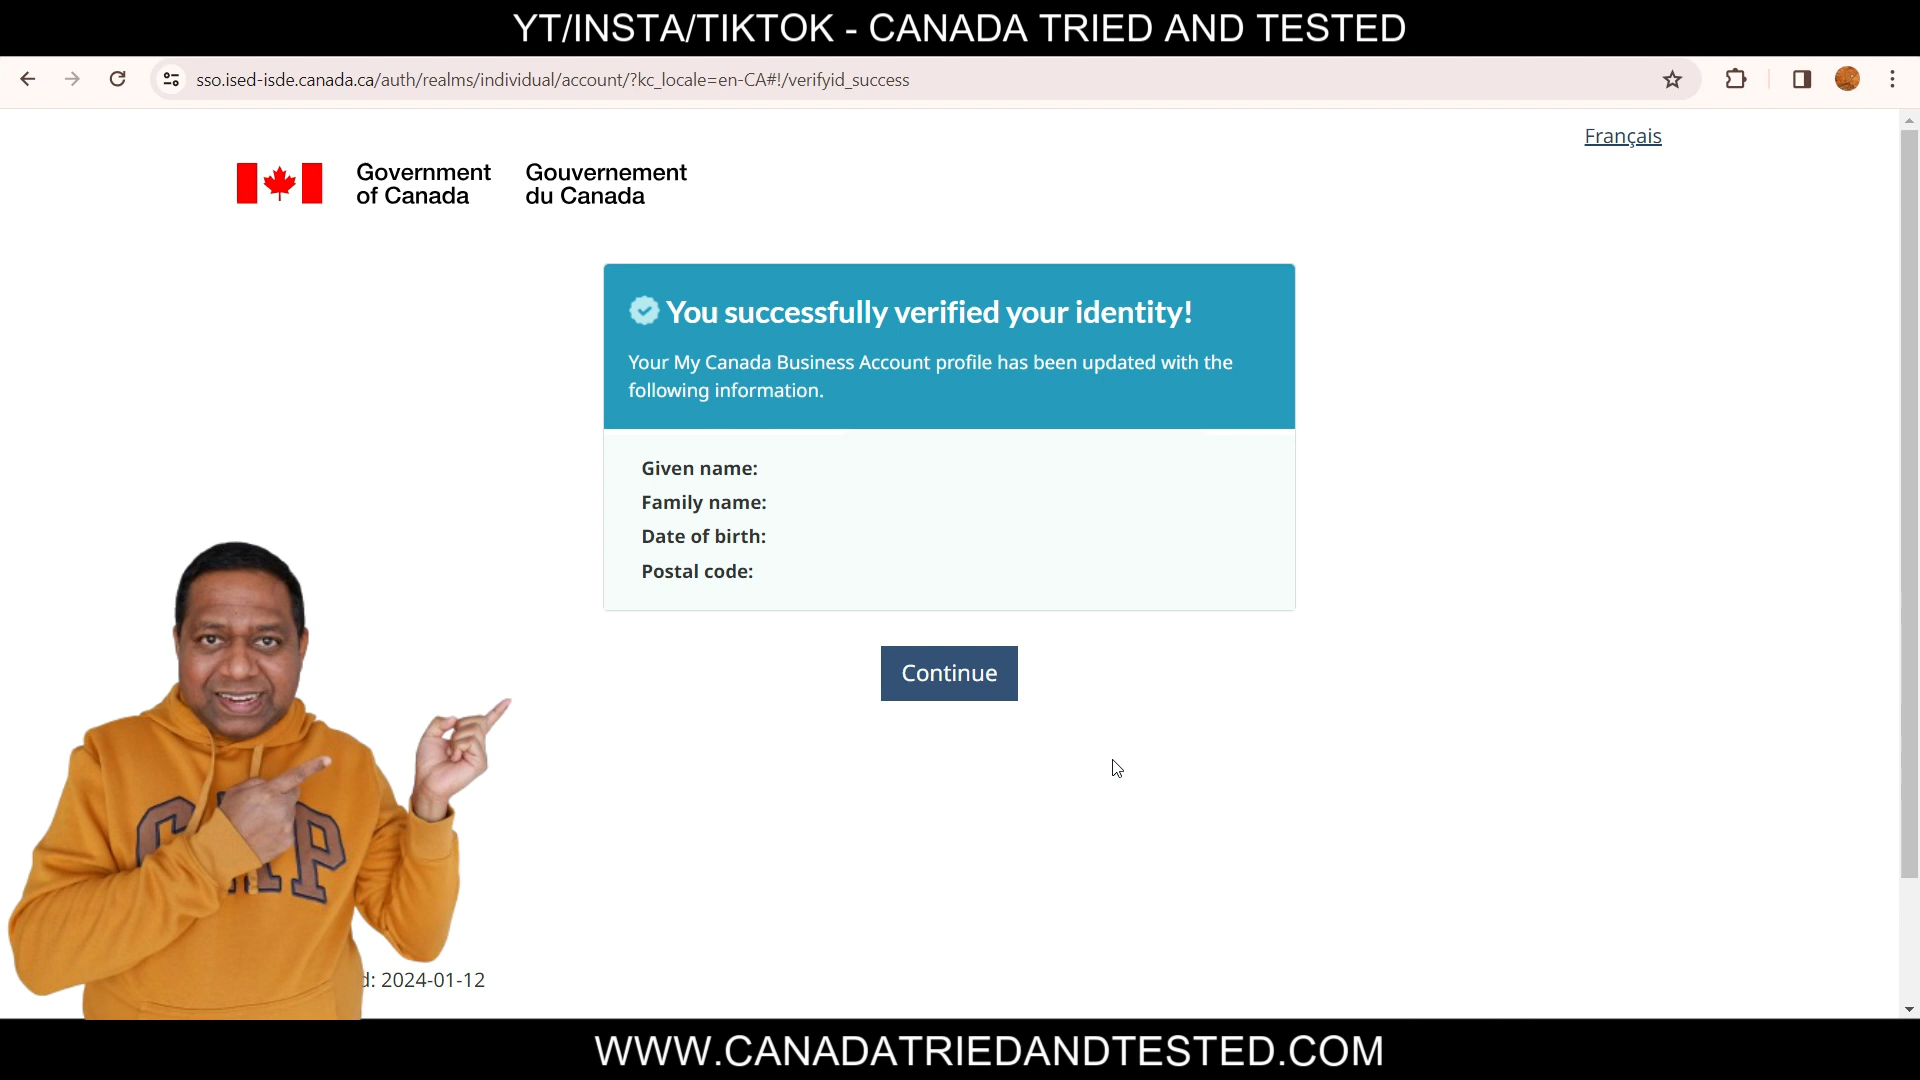 YT/INSTA/TIKTOK - CANADA TRIED AND TESTED
sso.ised-isde.canada.ca/auth/realms/individual/account/?kc_locale=en-CA#!/verifyid_success
Français
Government of Canada
Gouvernement du Canada
You successfully verified your identity!
Your My Canada Business Account profile has been updated with the
following information.
Given name:
Family name:
Date of birth:
Postal code:
Continue
d: 2024-01-12
WWW.CANADATRIEDANDTESTED.COM